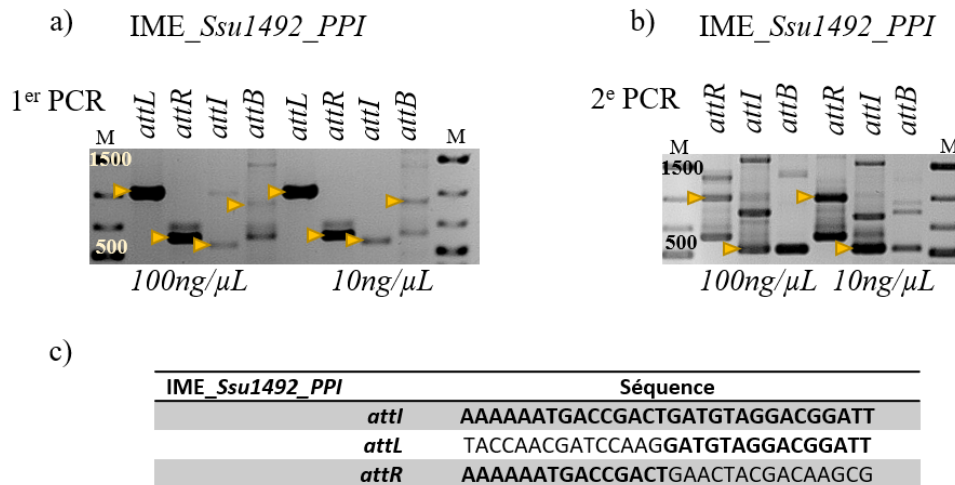 a) IME_Ssu1492_PPI
1er PCR attL attR attI attB attL attR attI attB
M M
1500
500
100ng/µL 10ng/µL
b) IME_Ssu1492_PPI
2e PCR attR attI attB attR attI attB
M M
1500
500
100ng/µL 10ng/µL
c)
IME_Ssu1492_PPI Séquence
attI AAAAAATGACCGACTGATGTAGGACGGATT
attL TACCAACGATCCAAGGATGTAGGACGGATT
attR AAAAAATGACCGACTGAACTACGACAAGCG